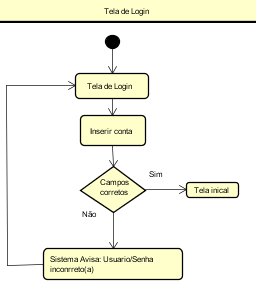 Tela de Login
Tela de Login
Inserir conta
Campos
corretos
Sim
Tela inical
Não
Sistema Avisa: Usuario/Senha
inconrreto(a)